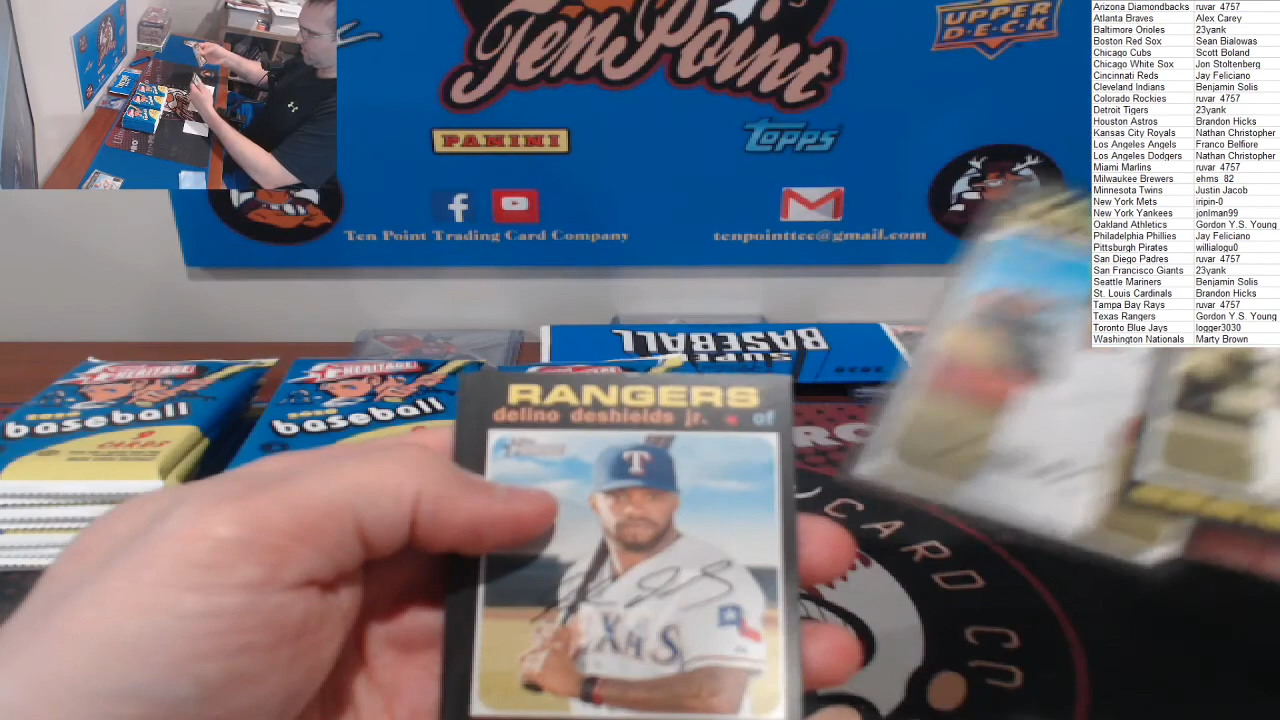 Ten Point
UPPER
D·E·C·K
PANINI
topps
Ten Point Trading Card Company
tenpointtcc@gmail.com
Arizona Diamondbacks ruvar 4757
Atlanta Braves Alex Carey
Baltimore Orioles 23yank
Boston Red Sox Sean Bialowas
Chicago Cubs Scott Boland
Chicago White Sox Jon Stoltenberg
Cincinnati Reds Jay Feliciano
Cleveland Indians Benjamin Solis
Colorado Rockies ruvar 4757
Detroit Tigers 23yank
Houston Astros Brandon Hicks
Kansas City Royals Nathan Christopher
Los Angeles Angels Franco Belfiore
Los Angeles Dodgers Nathan Christopher
Miami Marlins ruvar 4757
Milwaukee Brewers ehms 82
Minnesota Twins Justin Jacob
New York Mets iripin-0
New York Yankees jonlman99
Oakland Athletics Gordon Y.S. Young
Philadelphia Phillies Jay Feliciano
Pittsburgh Pirates willialogu0
San Diego Padres ruvar 4757
San Francisco Giants 23yank
Seattle Mariners Benjamin Solis
St. Louis Cardinals Brandon Hicks
Tampa Bay Rays ruvar 4757
Texas Rangers Gordon Y.S. Young
Toronto Blue Jays logger3030
Washington Nationals Marty Brown
BASEBALL
HERITAGE
baseball
9 CARDS
HERITAGE
baseball
RANGERS
delino deshields jr. of
T
TEXAS
CARD CO